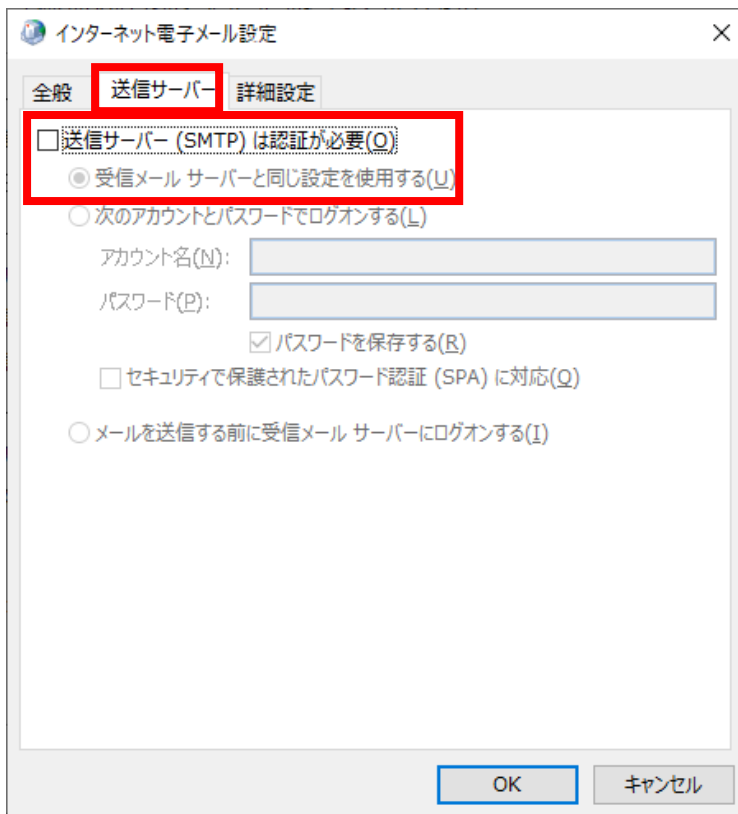 インターネット電子メール設定
全般 送信サーバー 詳細設定
送信サーバー (SMTP) は認証が必要(O)
受信メール サーバーと同じ設定を使用する(U)
次のアカウントとパスワードでログオンする(L)
アカウント名(N):
パスワード(P):
パスワードを保存する(R)
セキュリティで保護されたパスワード認証 (SPA) に対応(Q)
メールを送信する前に受信メール サーバーにログオンする(I)
OK キャンセル